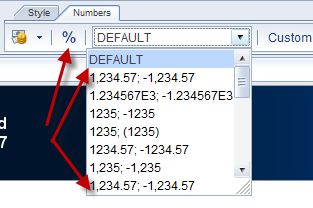 Style Numbers
% DEFAULT Custom
DEFAULT
1,234.57; -1,234.57
1.234567E3; -1.234567E3
1235; -1235
1235; (1235)
1234.57; -1234.57
1,235; -1,235
1,234.57; -1,234.57
d
7